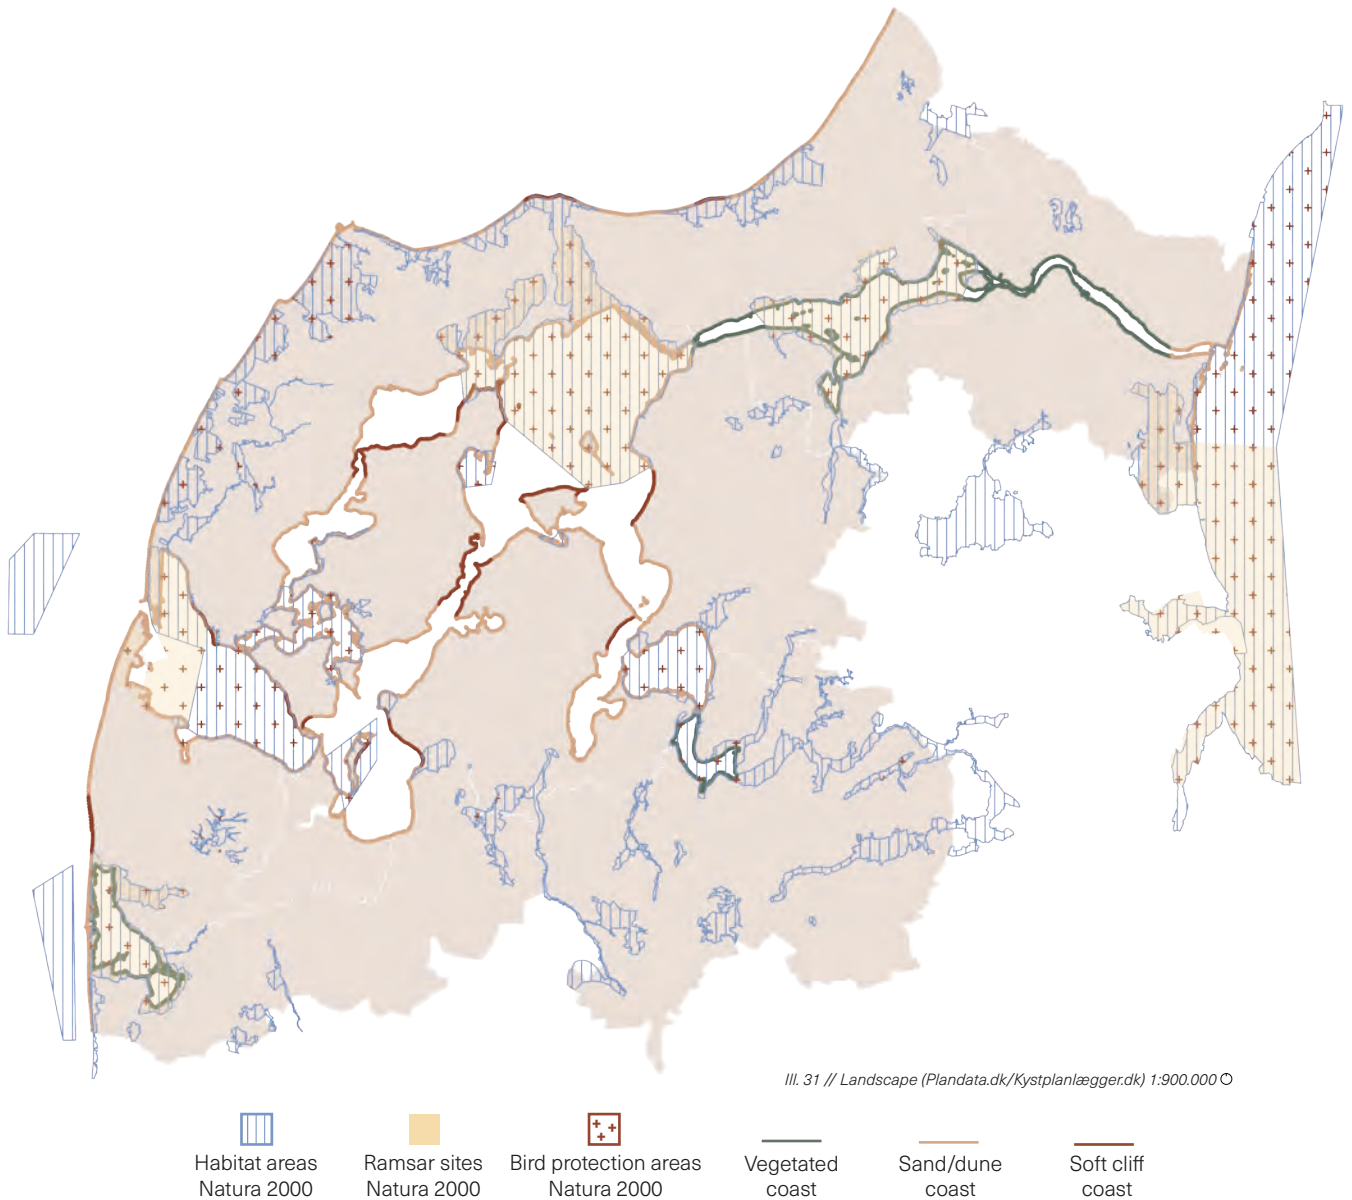 Ill. 31 // Landscape (Plandata.dk/Kystplanlægger.dk) 1:900.000
Habitat areas
Natura 2000
Ramsar sites
Natura 2000
Bird protection areas
Natura 2000
Vegetated
coast
Sand/dune
coast
Soft cliff
coast